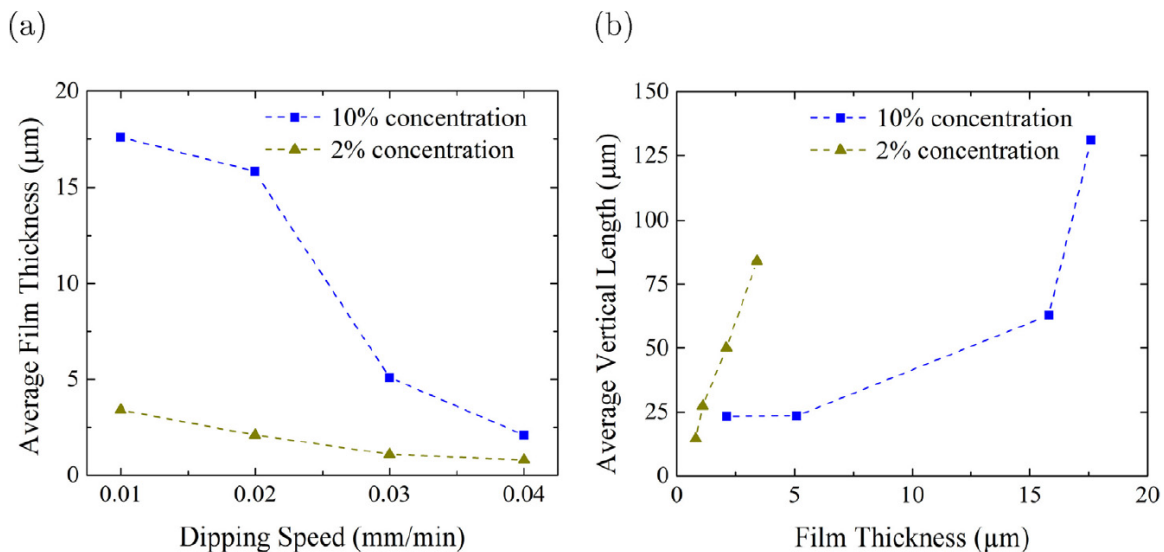 (a)
(b)
20
15
10
5
0
0.01 0.02 0.03 0.04
10% concentration
2% concentration
Average Film Thickness (µm)
Dipping Speed (mm/min)
150
125
100
75
50
25
0
0 5 10 15 20
10% concentration
2% concentration
Average Vertical Length (µm)
Film Thickness (µm)